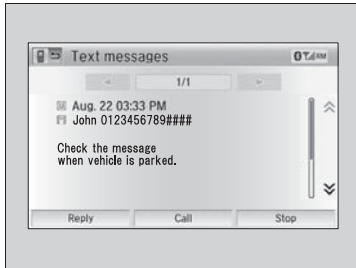 Text messages
1/1
Aug. 22 03:33 PM
John 0123456789####
Check the message
when vehicle is parked.
Reply Call Stop